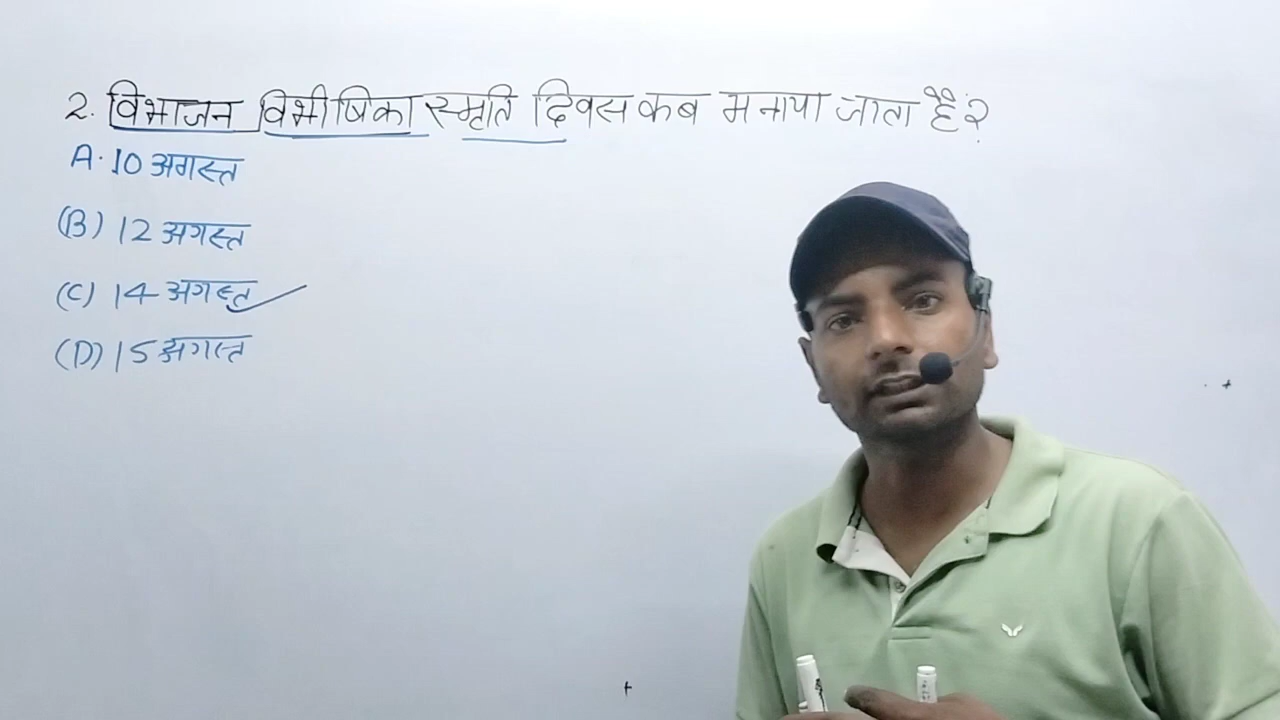 2. विभाजन विभीषिका स्मृति दिवस कब मनाया जाता है?
A. 10 अगस्त
(B) 12 अगस्त
(C) 14 अगस्त
(D) 15 अगस्त